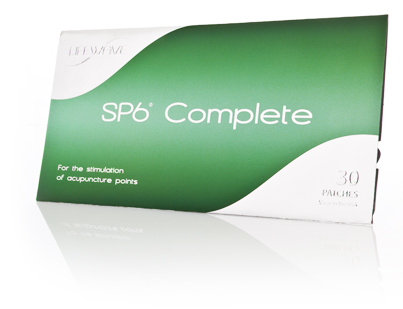 LIFEWAVE
SP6® Complete
For the stimulation
of acupuncture points
30
PATCHES